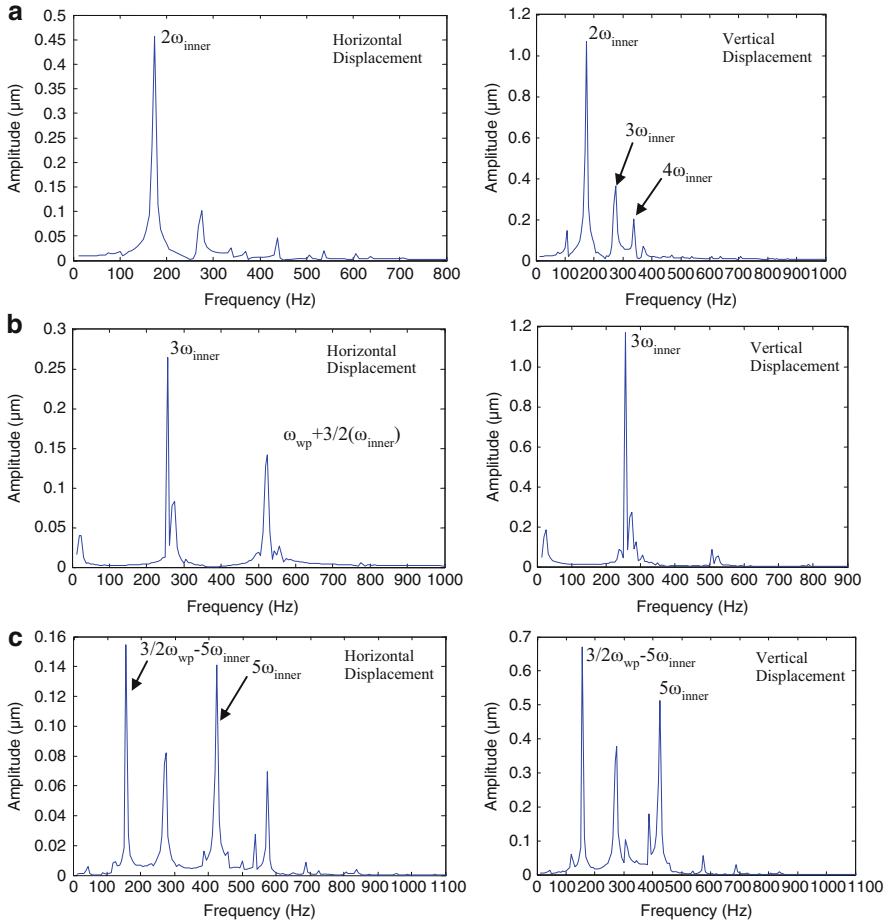 a
0.5
0.45
0.4
0.35
0.3
0.25
0.2
0.15
0.1
0.05
0
Amplitude (μm)
2ω_inner
Horizontal
Displacement
0 100 200 300 400 500 600 700 800
Frequency (Hz)
1.2
1.0
0.8
0.6
0.4
0.2
0
Amplitude (μm)
2ω_inner
3ω_inner
4ω_inner
Vertical
Displacement
0 100 200 300 400 500 600 700 800 900 1000
Frequency (Hz)
b
0.3
0.25
0.2
0.15
0.1
0.05
0
Amplitude (μm)
3ω_inner
ω_wp+3/2(ω_inner)
Horizontal
Displacement
0 100 200 300 400 500 600 700 800 900 1000
Frequency (Hz)
1.2
1.0
0.8
0.6
0.4
0.2
0
Amplitude (μm)
3ω_inner
Vertical
Displacement
0 100 200 300 400 500 600 700 800 900
Frequency (Hz)
c
0.16
0.14
0.12
0.10
0.08
0.06
0.04
0.02
0
Amplitude (μm)
3/2ω_wp-5ω_inner
5ω_inner
Horizontal
Displacement
0 100 200 300 400 500 600 700 800 900 1000 1100
Frequency (Hz)
0.7
0.6
0.5
0.4
0.3
0.2
0.1
0
Amplitude (μm)
3/2ω_wp-5ω_inner
5ω_inner
Vertical
Displacement
0 100 200 300 400 500 600 700 800 900 1000 1100
Frequency (Hz)